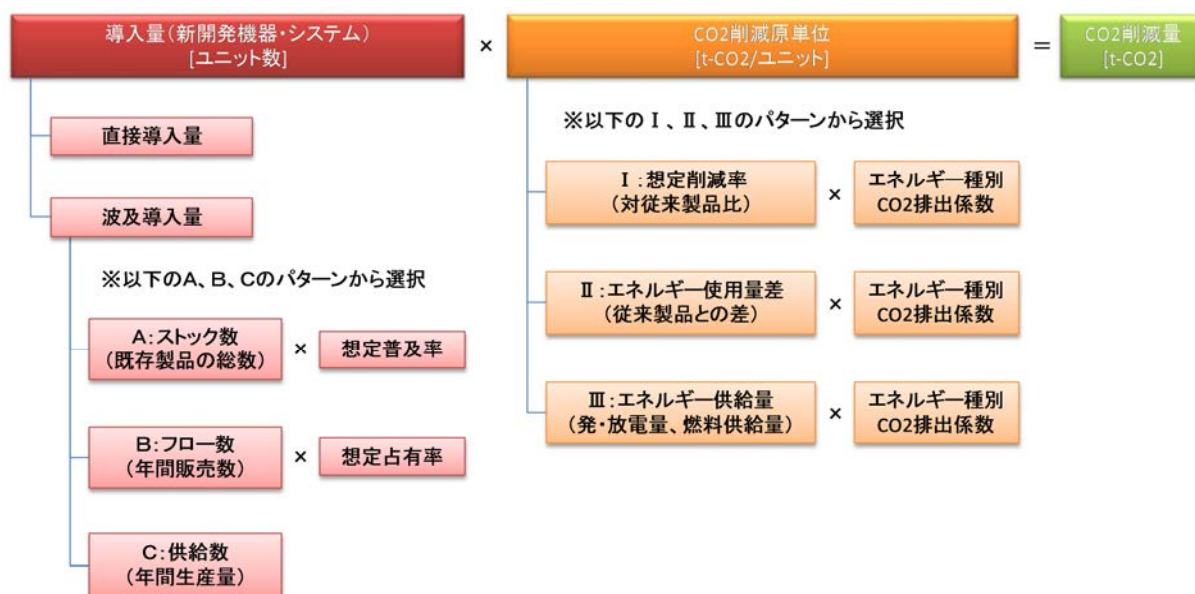 導入量(新開発機器・システム)
[ユニット数]
×
CO2削減原単位
[t-CO2/ユニット]
=
CO2削減量
[t-CO2]
直接導入量
波及導入量
※以下のA、B、Cのパターンから選択
A:ストック数
(既存製品の総数)
×
想定普及率
B:フロー数
(年間販売数)
×
想定占有率
C:供給数
(年間生産量)
※以下のⅠ、Ⅱ、Ⅲのパターンから選択
Ⅰ:想定削減率
(対従来製品比)
×
エネルギー種別
CO2排出係数
Ⅱ:エネルギー使用量差
(従来製品との差)
×
エネルギー種別
CO2排出係数
Ⅲ:エネルギー供給量
(発・放電量、燃料供給量)
×
エネルギー種別
CO2排出係数